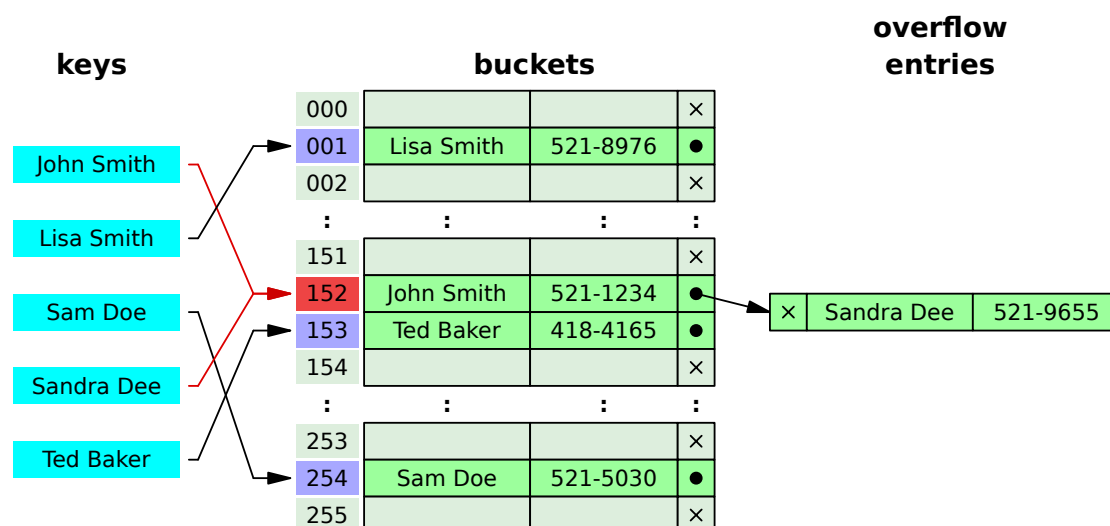 keys
buckets
overflow
entries
John Smith
Lisa Smith
Sam Doe
Sandra Dee
Ted Baker
000 ×
001 Lisa Smith 521-8976 ●
002 ×
: : : :
151 ×
152 John Smith 521-1234 ●
153 Ted Baker 418-4165 ●
154 ×
: : : :
253 ×
254 Sam Doe 521-5030 ●
255 ×
× Sandra Dee 521-9655